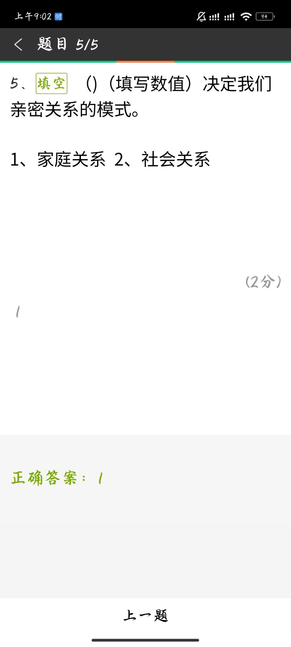 上午9:02
94
题目 5/5
5、填空 （）（填写数值）决定我们
亲密关系的模式。
1、家庭关系 2、社会关系
(2分)
1
正确答案：1
上一题